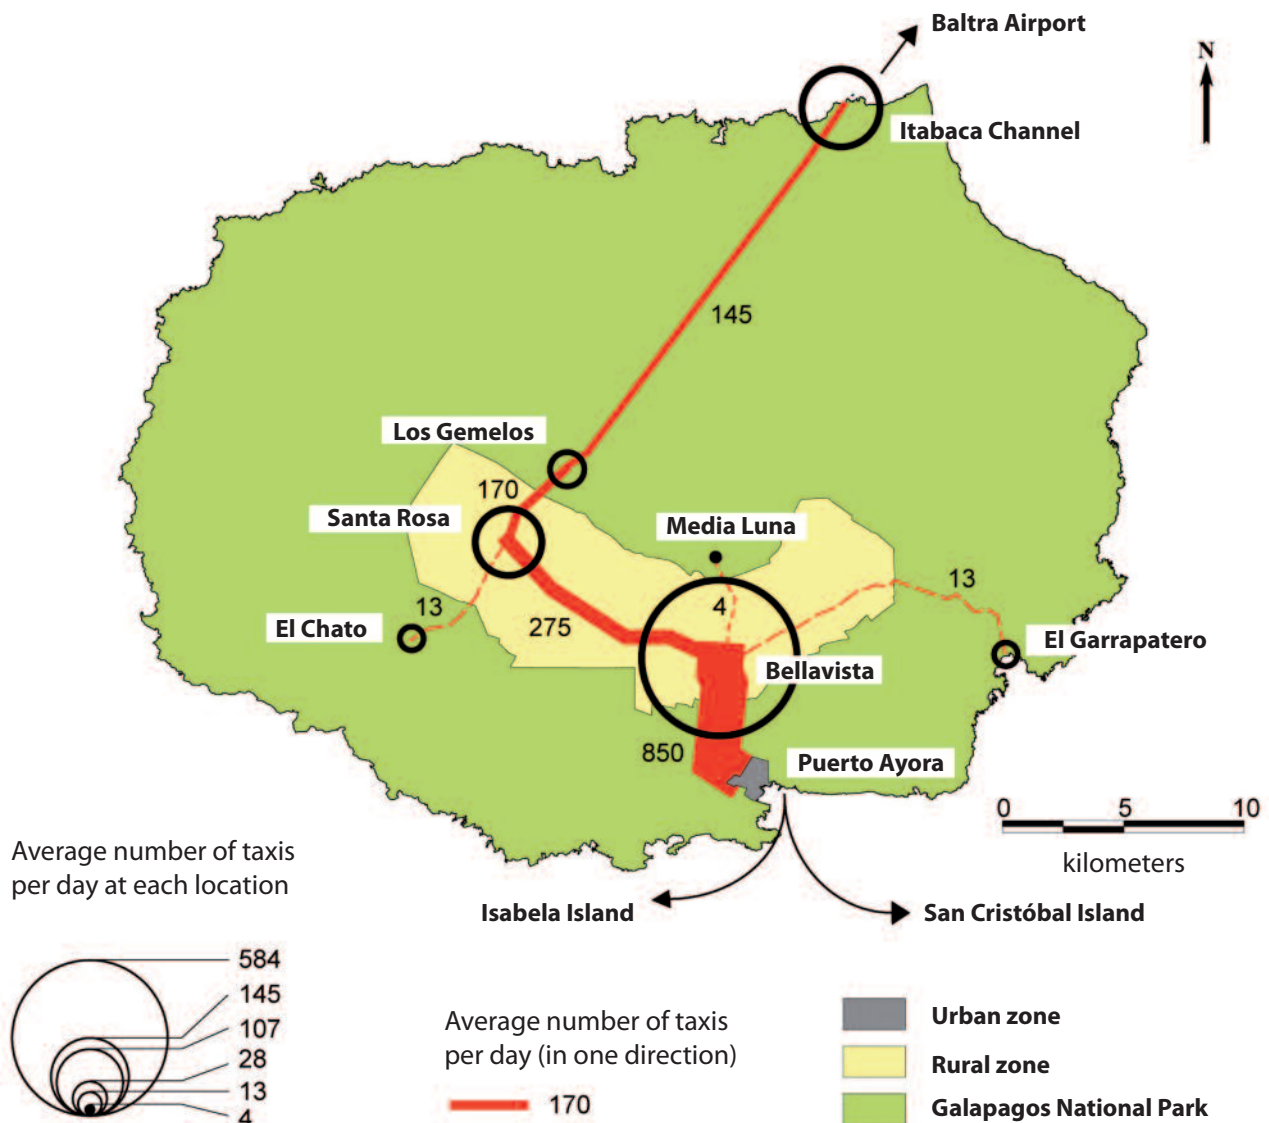 Baltra Airport
N
Itabaca Channel
145
Los Gemelos
170
Santa Rosa
Media Luna
13
13
4
El Chato
275
El Garrapatero
Bellavista
850
Puerto Ayora
0 5 10
kilometers
Average number of taxis
per day at each location
Isabela Island
San Cristóbal Island
584
145
107
28
13
4
Average number of taxis
per day (in one direction)
170
Urban zone
Rural zone
Galapagos National Park